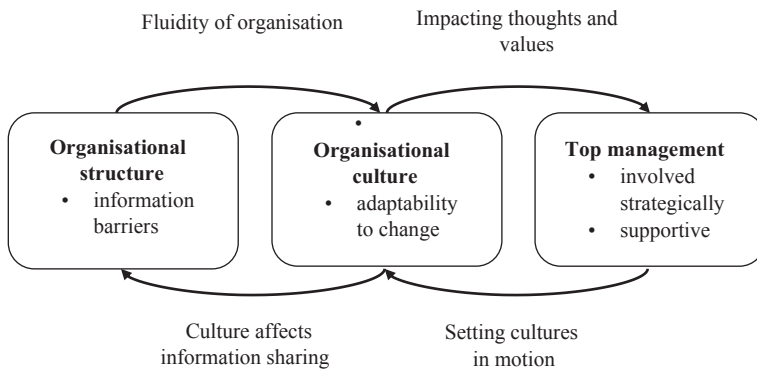 Fluidity of organisation
Impacting thoughts and
values
Organisational
structure
• information
barriers
•
Organisational
culture
• adaptability
to change
Top management
• involved
strategically
• supportive
Culture affects
information sharing
Setting cultures
in motion